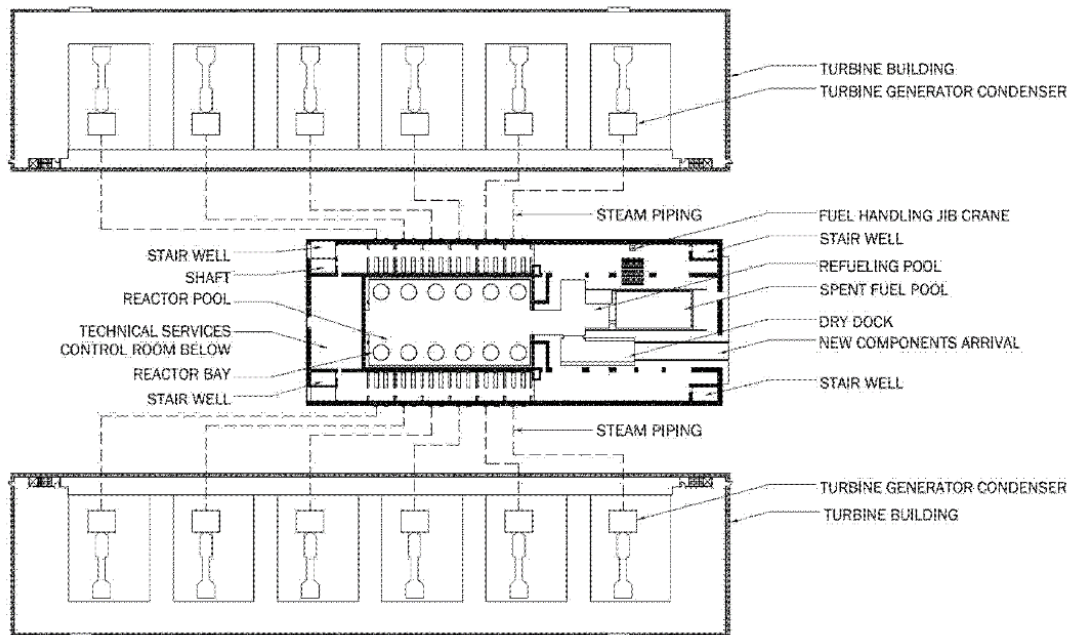 TURBINE BUILDING
TURBINE GENERATOR CONDENSER
STEAM PIPING
FUEL HANDLING JIB CRANE
STAIR WELL
STAIR WELL
SHAFT
REFUELING POOL
REACTOR POOL
SPENT FUEL POOL
TECHNICAL SERVICES
CONTROL ROOM BELOW
DRY DOCK
NEW COMPONENTS ARRIVAL
REACTOR BAY
STAIR WELL
STAIR WELL
STEAM PIPING
TURBINE GENERATOR CONDENSER
TURBINE BUILDING